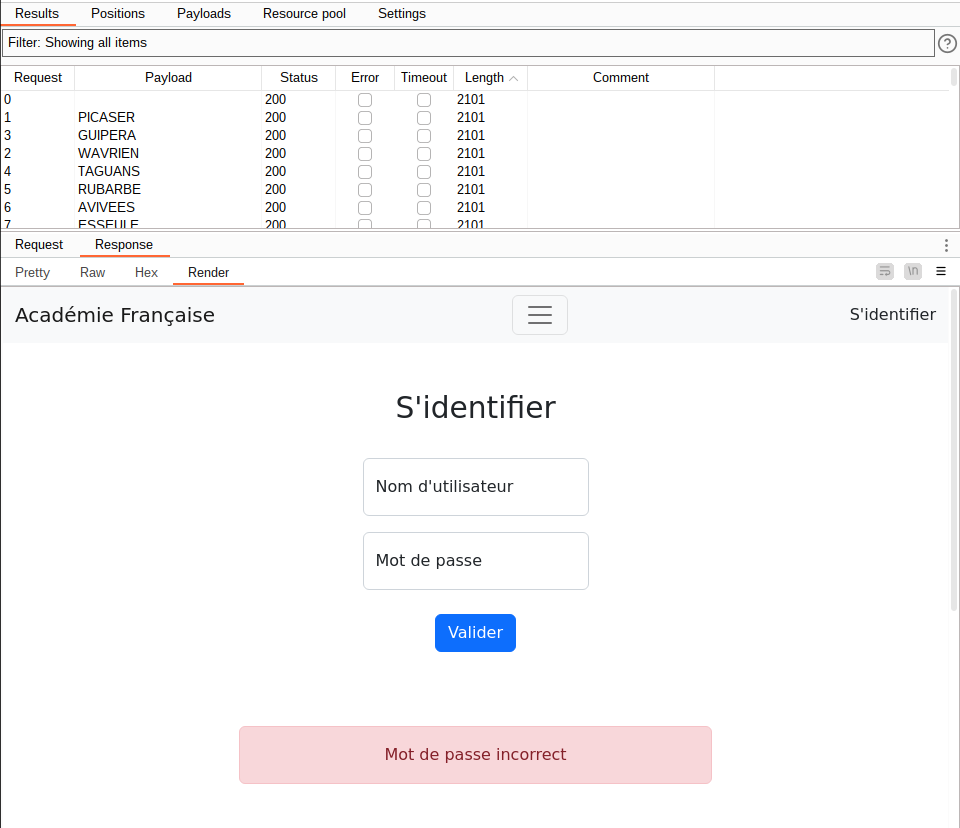 Results Positions Payloads Resource pool Settings
Filter: Showing all items
Request Payload Status Error Timeout Length Comment
0 200 2101
1 PICASER 200 2101
3 GUIPERA 200 2101
2 WAVRIEN 200 2101
4 TAGUANS 200 2101
5 RUBARBE 200 2101
6 AVIVEES 200 2101
7 ESSEULE 200 2101
Request Response
Pretty Raw Hex Render \n
Académie Française S'identifier
S'identifier
Nom d'utilisateur
Mot de passe
Valider
Mot de passe incorrect